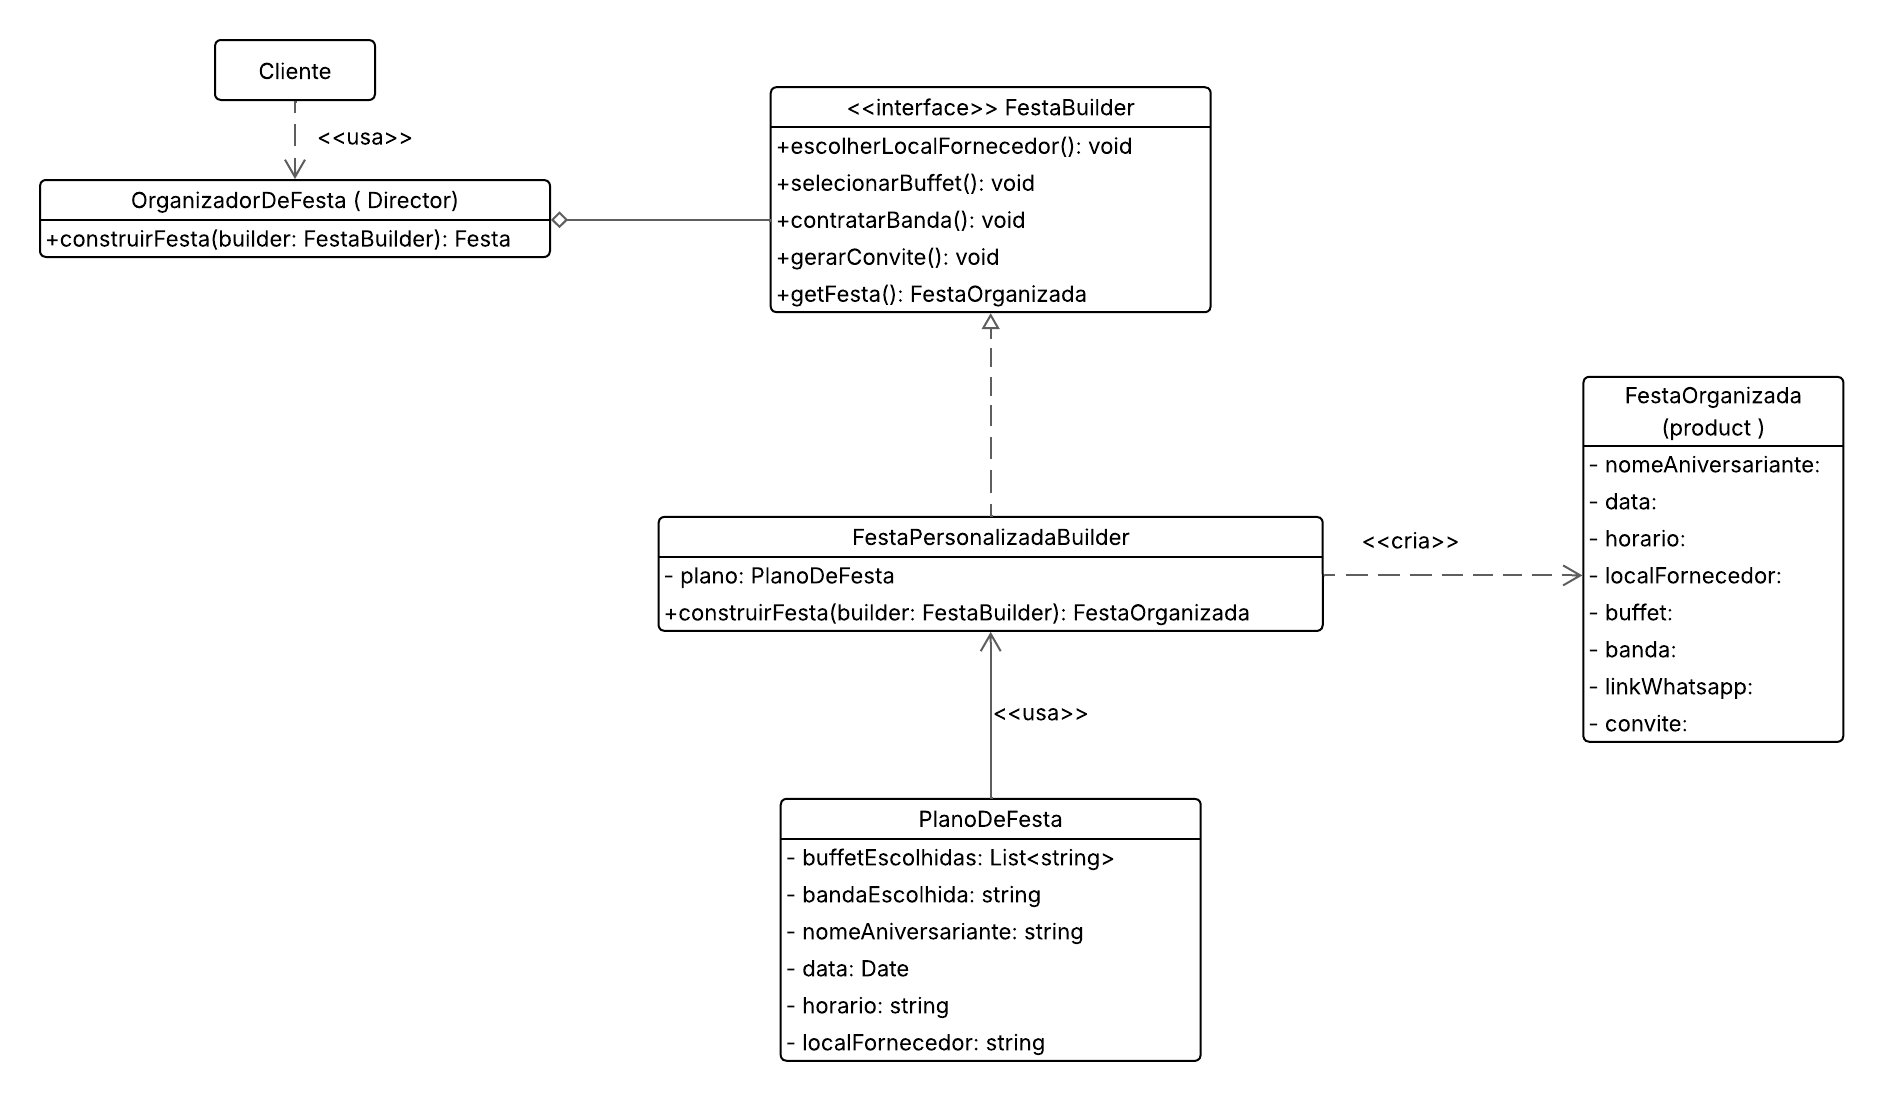 Cliente
<<usa>>
OrganizadorDeFesta ( Director)
+construirFesta(builder: FestaBuilder): Festa
<<interface>> FestaBuilder
+escolherLocalFornecedor(): void
+selecionarBuffet(): void
+contratarBanda(): void
+gerarConvite(): void
+getFesta(): FestaOrganizada
FestaPersonalizadaBuilder
- plano: PlanoDeFesta
+construirFesta(builder: FestaBuilder): FestaOrganizada
<<cria>>
FestaOrganizada
(product )
- nomeAniversariante:
- data:
- horario:
- localFornecedor:
- buffet:
- banda:
- linkWhatsapp:
- convite:
<<usa>>
PlanoDeFesta
- buffetEscolhidas: List<string>
- bandaEscolhida: string
- nomeAniversariante: string
- data: Date
- horario: string
- localFornecedor: string